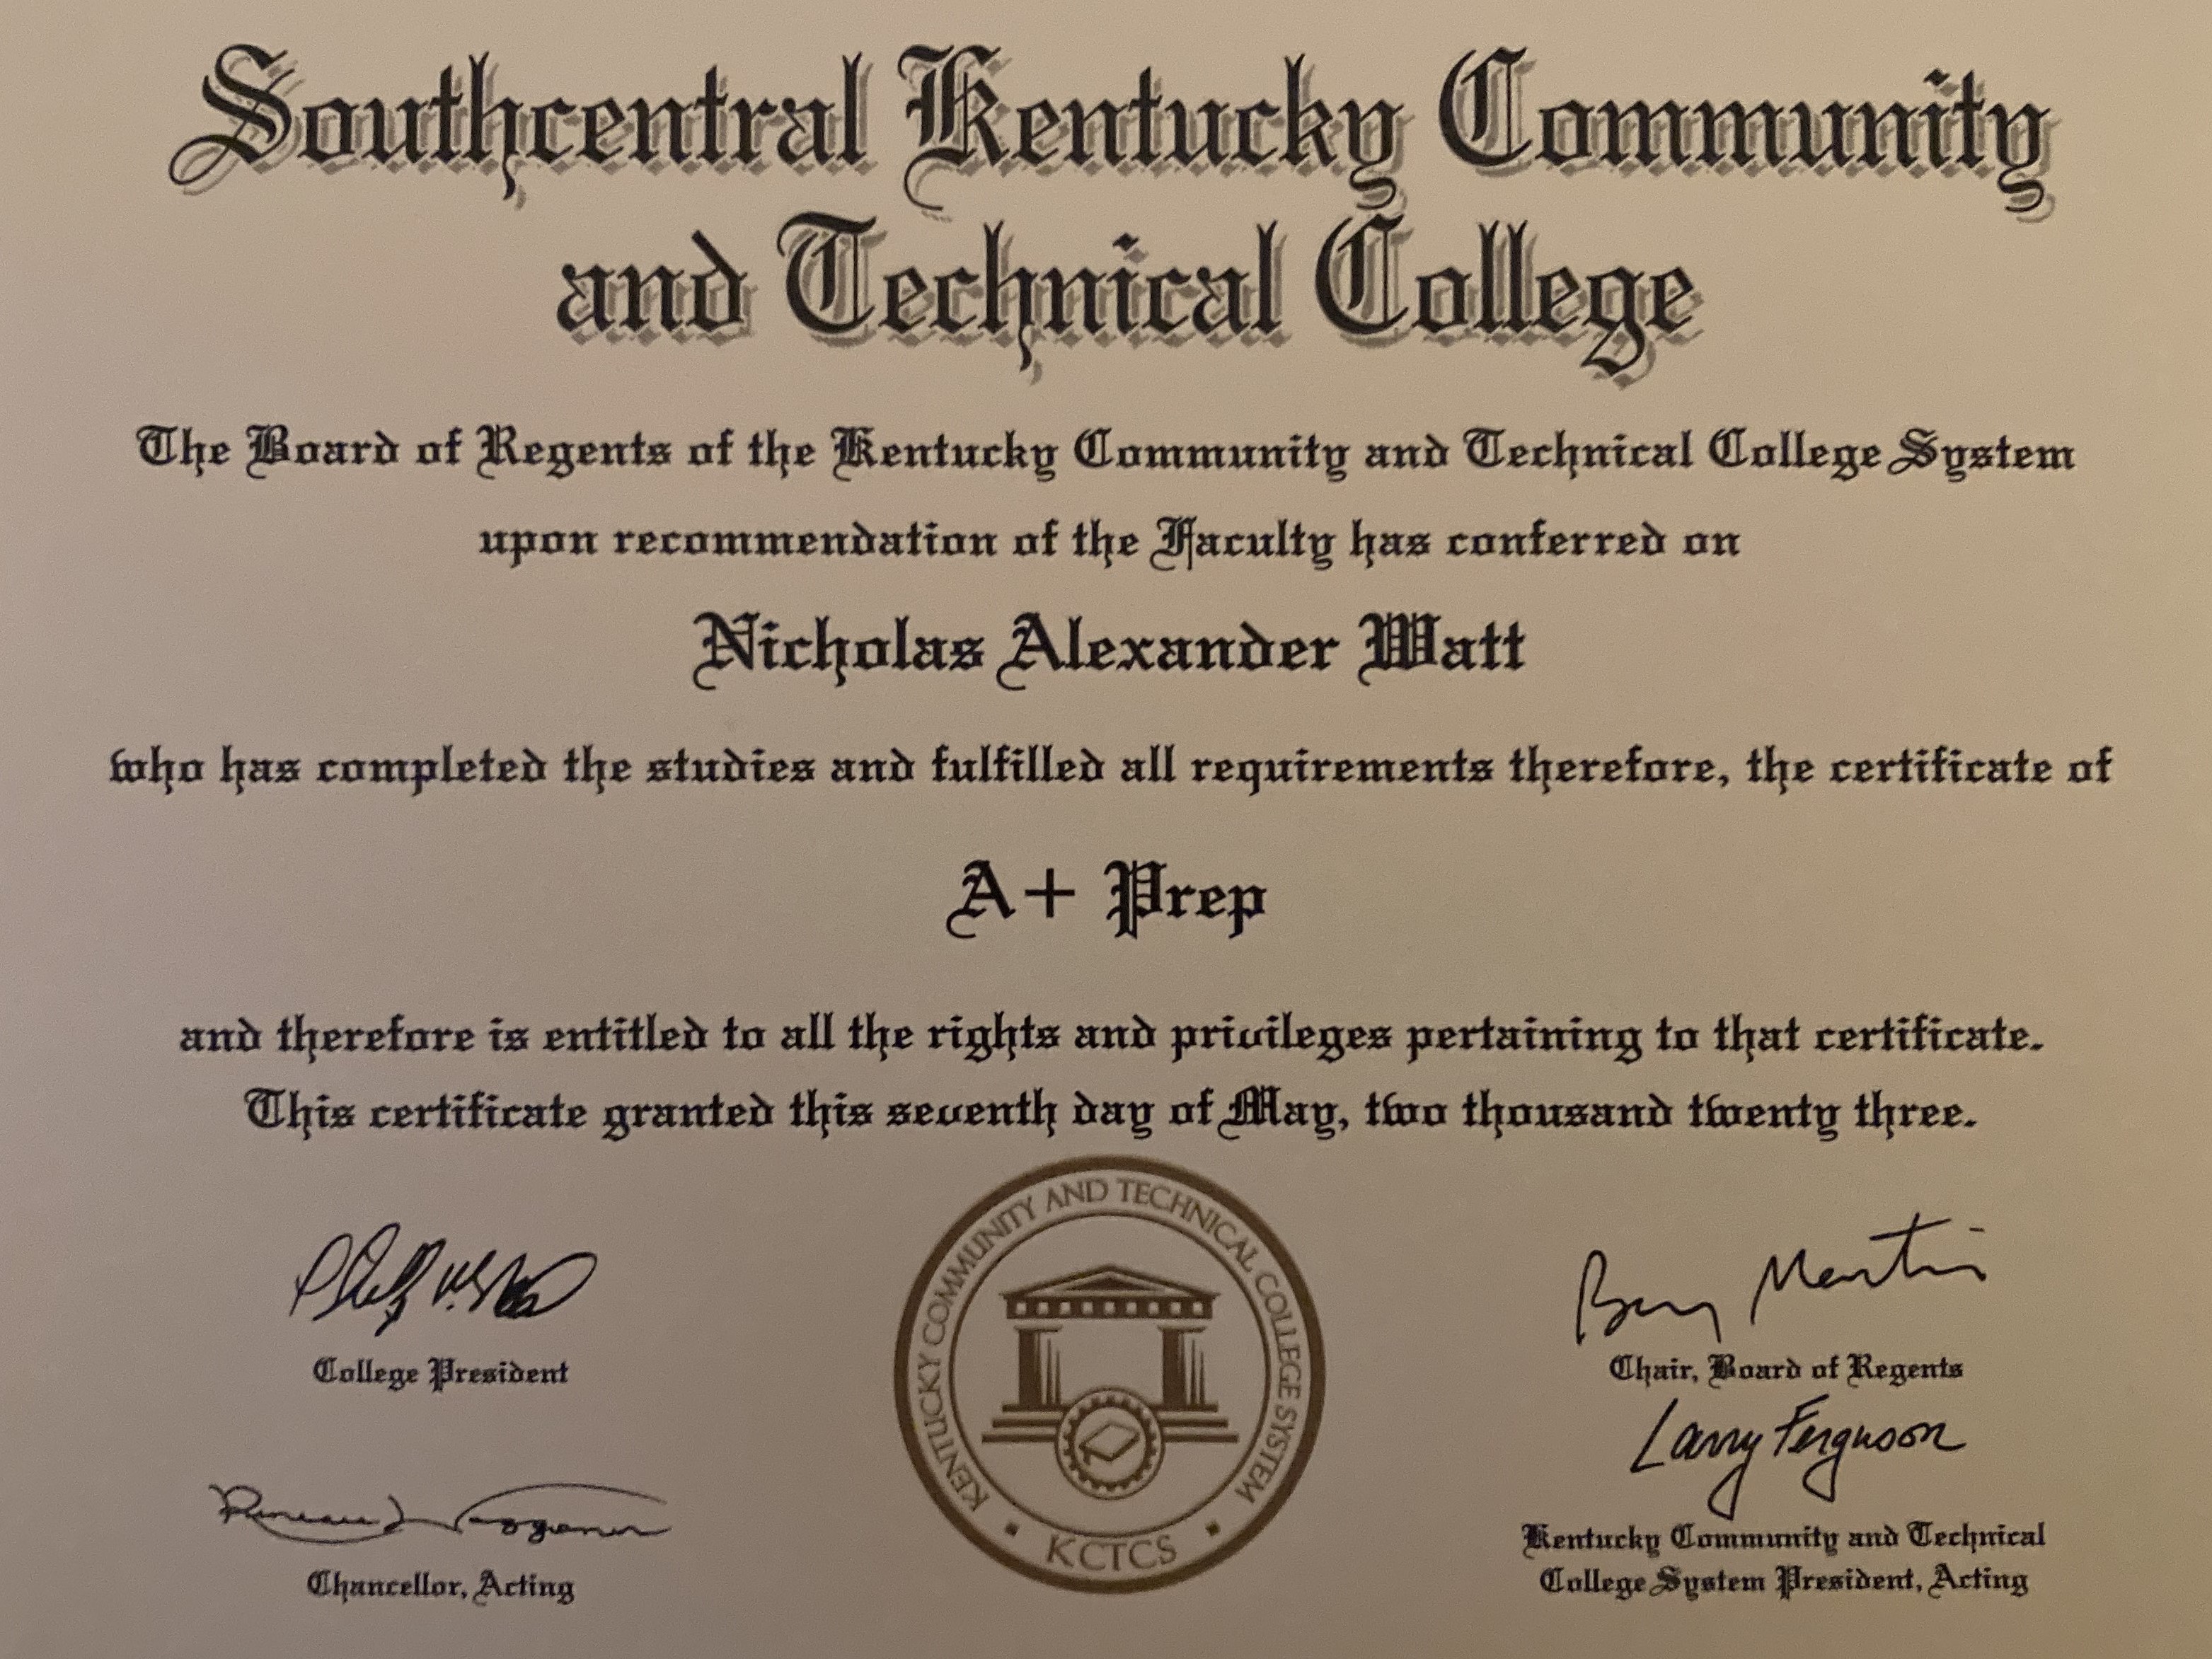 Southcentral Kentucky Community
and Technical College
The Board of Regents of the Kentucky Community and Technical College System
upon recommendation of the Faculty has conferred on
Nicholas Alexander Watt
who has completed the studies and fulfilled all requirements therefore, the certificate of
A+ Prep
and therefore is entitled to all the rights and privileges pertaining to that certificate.
This certificate granted this seventh day of May, two thousand twenty three.
College President
Chancellor, Acting
KENTUCKY COMMUNITY AND TECHNICAL COLLEGE SYSTEM
KCTCS
Martin
Chair, Board of Regents
Larry Ferguson
Kentucky Community and Technical
College System President, Acting